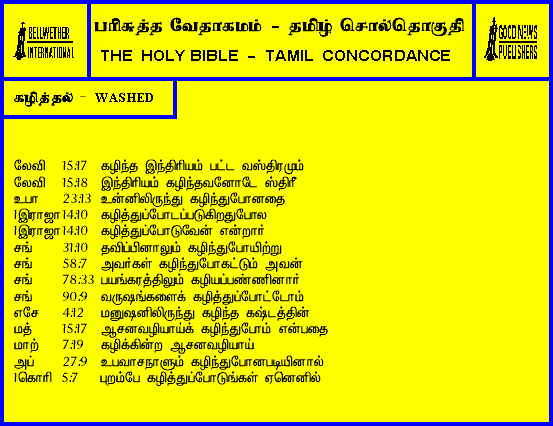 BELLWETHER
INTERNATIONAL
பரிசுத்த வேதாகமம் - தமிழ் சொல்தொகுதி
THE HOLY BIBLE - TAMIL CONCORDANCE
GOOD NEWS
PUBLISHERS
கழித்தல் - WASHED
லேவி 15:17 கழிந்த இந்திரியம் பட்ட வஸ்திரமும்
லேவி 15:18 இந்திரியம் கழிந்தவனோடே ஸ்திரீ
உபா 23:13 உன்னிலிருந்து கழிந்துபோனதை
1இராஜா 14:10 கழித்துப்போடப்படுகிறதுபோல
1இராஜா 14:10 கழித்துப்போடுவேன் என்றார்
சங் 31:10 தவிப்பினாலும் கழிந்துபோயிற்று
சங் 58:7 அவர்கள் கழிந்துபோகட்டும் அவன்
சங் 78:33 பயங்கரத்திலும் கழியப்பண்ணினார்
சங் 90:9 வருஷங்களைக் கழித்துப்போட்டோம்
எசே 4:12 மனுஷனிலிருந்து கழிந்த கஷ்டத்தின்
மத் 15:17 ஆசனவழியாய்க் கழிந்துபோம் என்பதை
மாற் 7:19 கழிக்கின்ற ஆசனவழியாய்
அப் 27:9 உபவாசநாளும் கழிந்துபோனபடியினால்
1கொரி 5:7 புறம்பே கழித்துப்போடுங்கள் ஏனெனில்